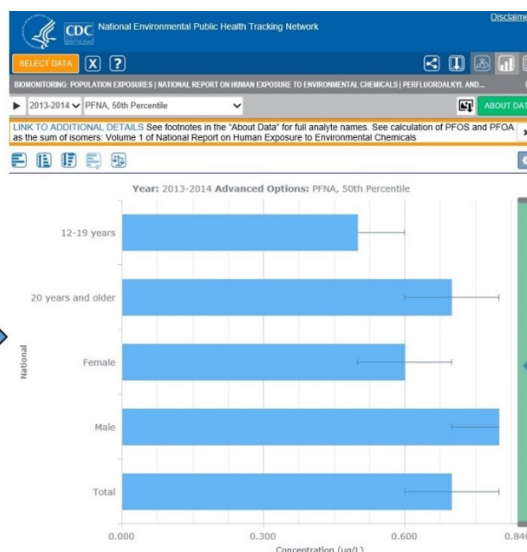 Disclaimer
CDC National Environmental Public Health Tracking Network
SELECT DATA X ?
BIOMONITORING: POPULATION EXPOSURES | NATIONAL REPORT ON HUMAN EXPOSURE TO ENVIRONMENTAL CHEMICALS | PERFLUOROALKYL AND...
2013-2014 PFNA, 50th Percentile ABOUT DAT
LINK TO ADDITIONAL DETAILS See footnotes in the "About Data" for full analyte names. See calculation of PFOS and PFOA
as the sum of isomers: Volume 1 of National Report on Human Exposure to Environmental Chemicals
Year: 2013-2014 Advanced Options: PFNA, 50th Percentile
12-19 years
20 years and older
National
Female
Male
Total
0.000 0.300 0.600 0.840
Concentration (ug/L)